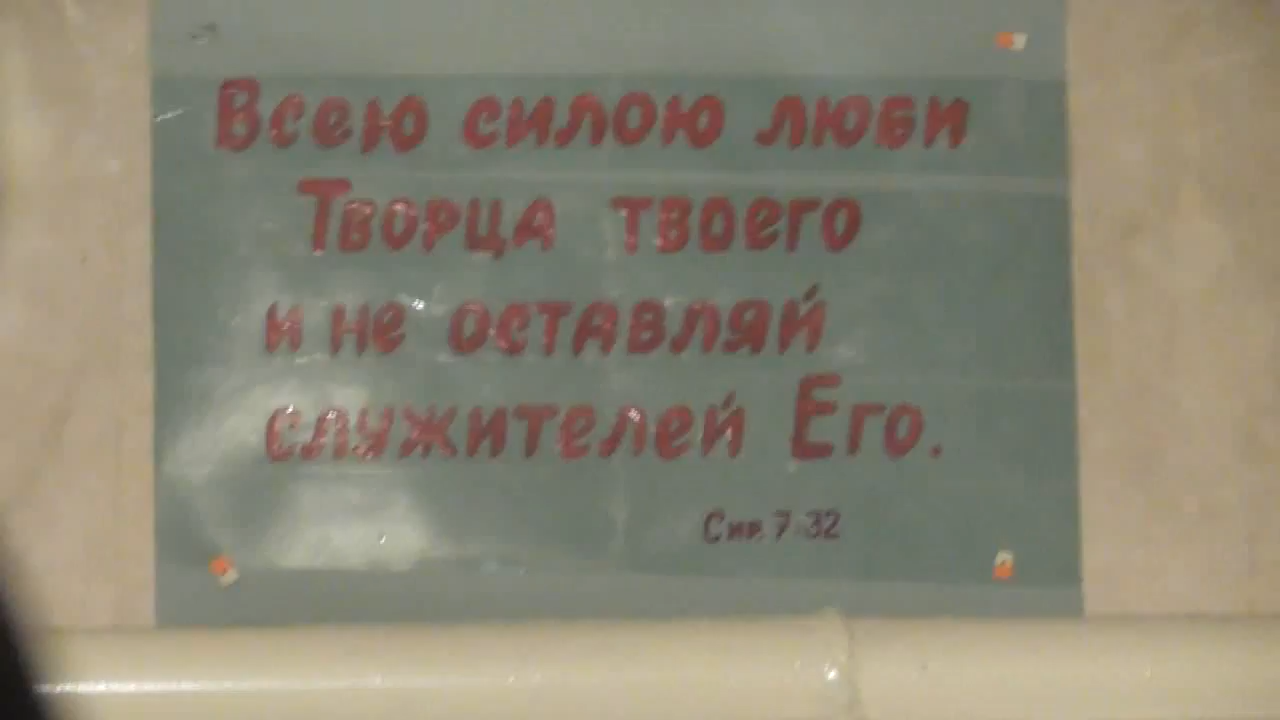 Всею силою люби
Творца твоего
и не оставляй
служителей Его.
Сир. 7-32